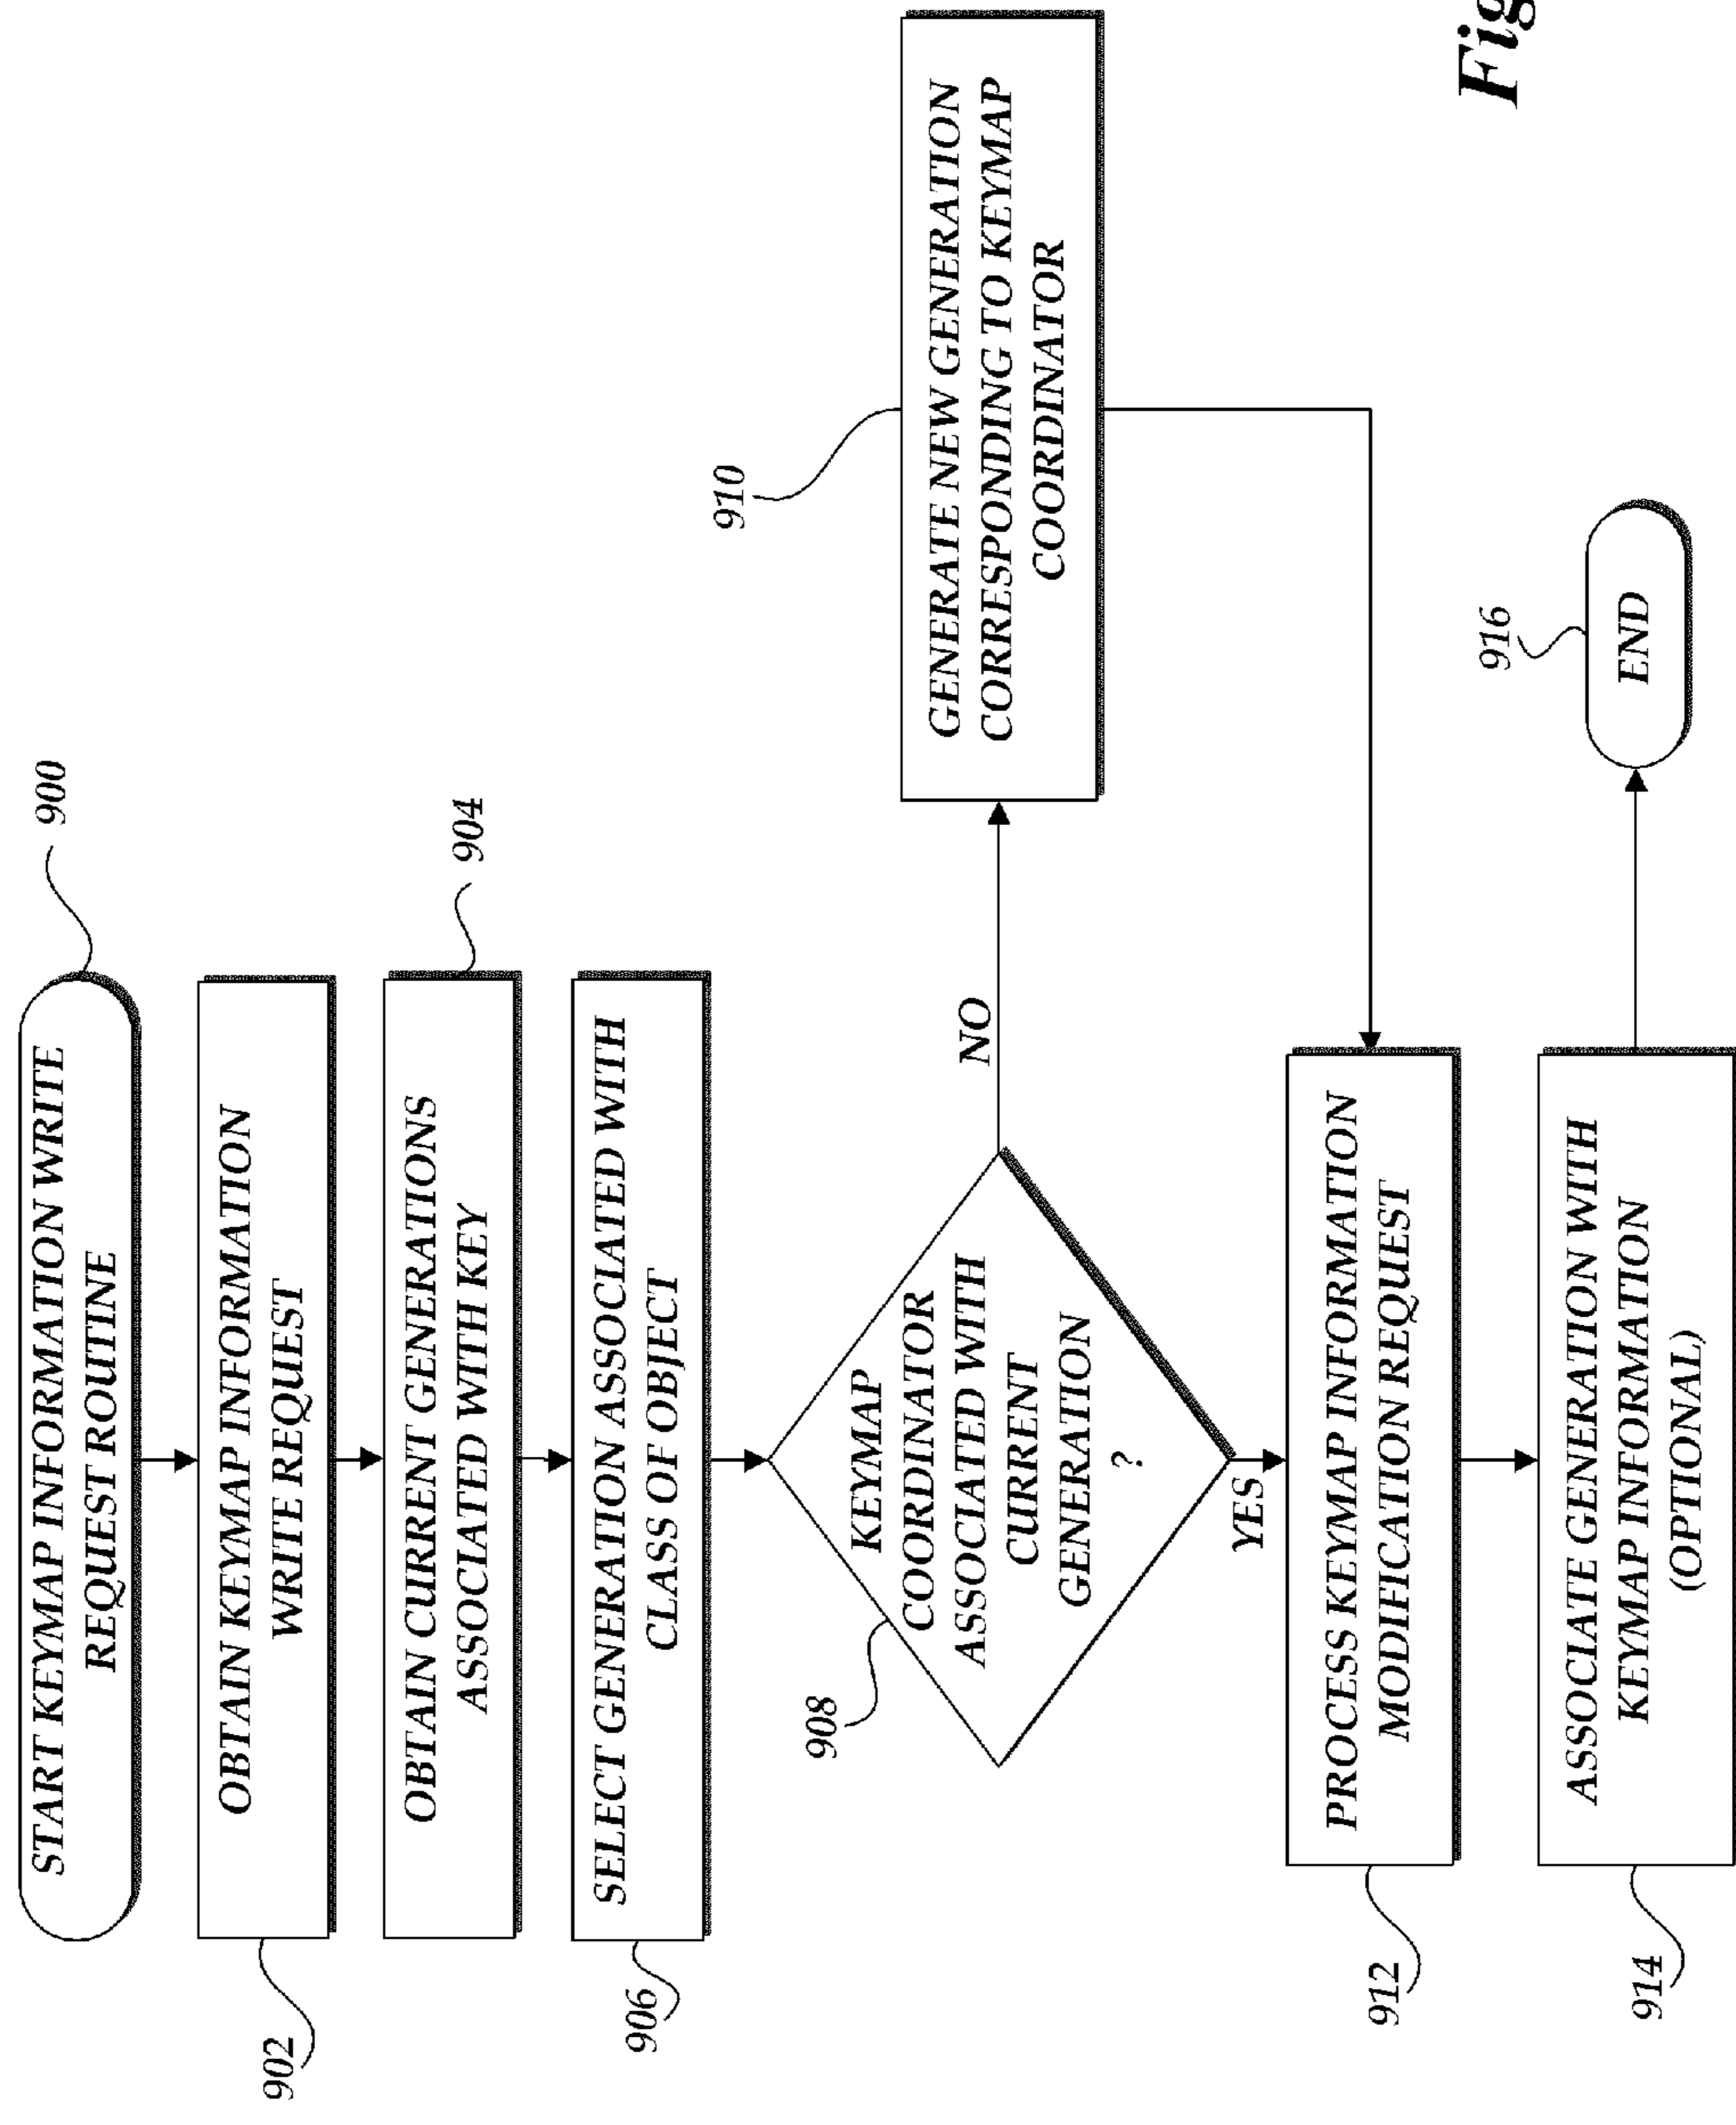 START KEYMAP INFORMATION WRITE
REQUEST ROUTINE
900
OBTAIN KEYMAP INFORMATION
WRITE REQUEST
902
OBTAIN CURRENT GENERATIONS
ASSOCIATED WITH KEY
904
SELECT GENERATION ASSOCIATED WITH
CLASS OF OBJECT
906
KEYMAP
COORDINATOR
ASSOCIATED WITH
CURRENT
GENERATION
?
908
NO
YES
910
GENERATE NEW GENERATION
CORRESPONDING TO KEYMAP
COORDINATOR
PROCESS KEYMAP INFORMATION
MODIFICATION REQUEST
912
ASSOCIATE GENERATION WITH
KEYMAP INFORMATION
(OPTIONAL)
914
916
END
Fig